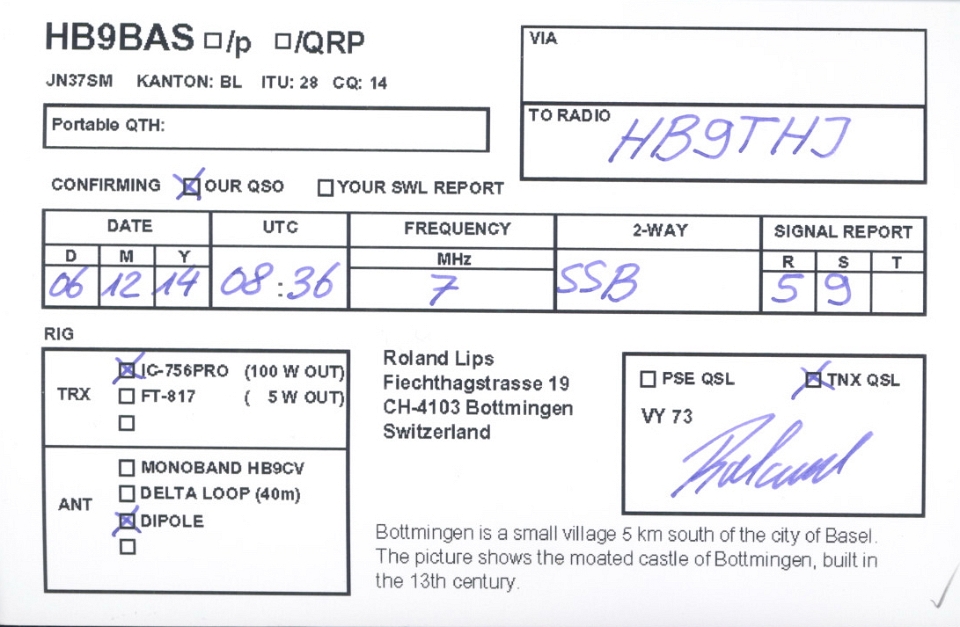 HB9BAS □/p □/QRP
JN37SM KANTON: BL ITU: 28 CQ: 14
VIA
Portable QTH:
TO RADIO HB9THJ
CONFIRMING ☒ OUR QSO □ YOUR SWL REPORT
DATE UTC FREQUENCY 2-WAY SIGNAL REPORT
D M Y MHz R S T
06 12 14 08:36 7 SSB 5 9
RIG
TRX ☒ IC-756PRO (100 W OUT)
□ FT-817 ( 5 W OUT)
□
ANT □ MONOBAND HB9CV
□ DELTA LOOP (40m)
☒ DIPOLE
□
Roland Lips
Fiechthagstrasse 19
CH-4103 Bottmingen
Switzerland
□ PSE QSL ☒ TNX QSL
VY 73
Roland
Bottmingen is a small village 5 km south of the city of Basel.
The picture shows the moated castle of Bottmingen, built in
the 13th century.